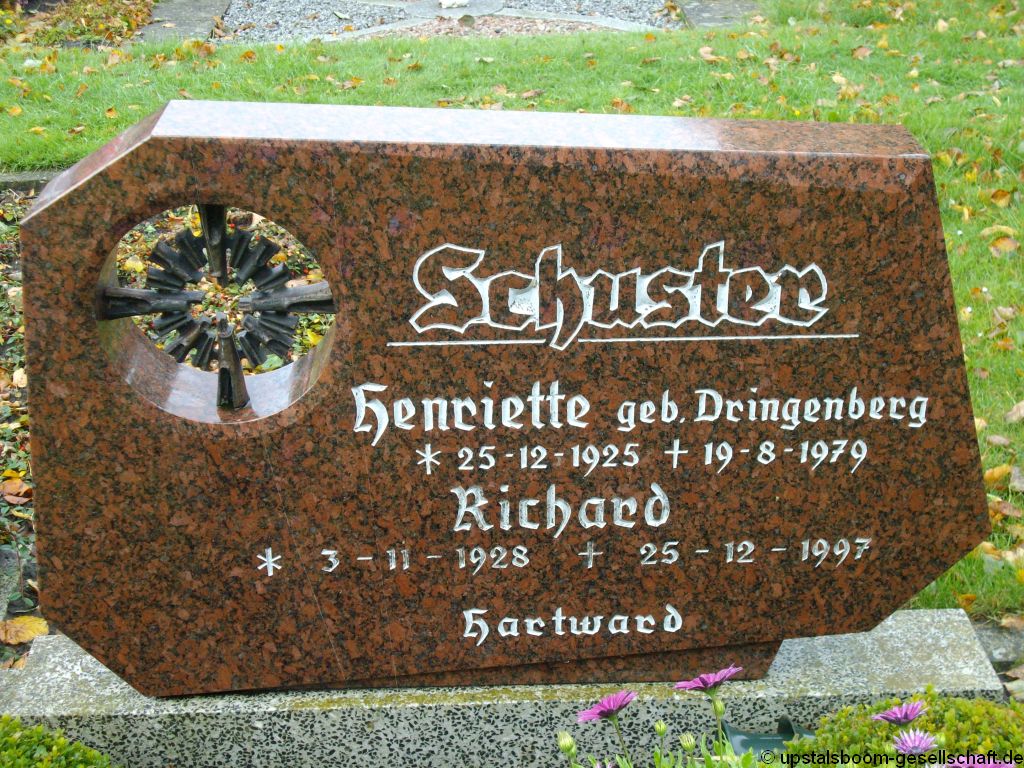 Schuster
Henriette geb. Dringenberg
* 25-12-1925 † 19-8-1979
Richard
* 3-11-1928 † 25-12-1997
Hartward
© upstalsboom-gesellschaft.de